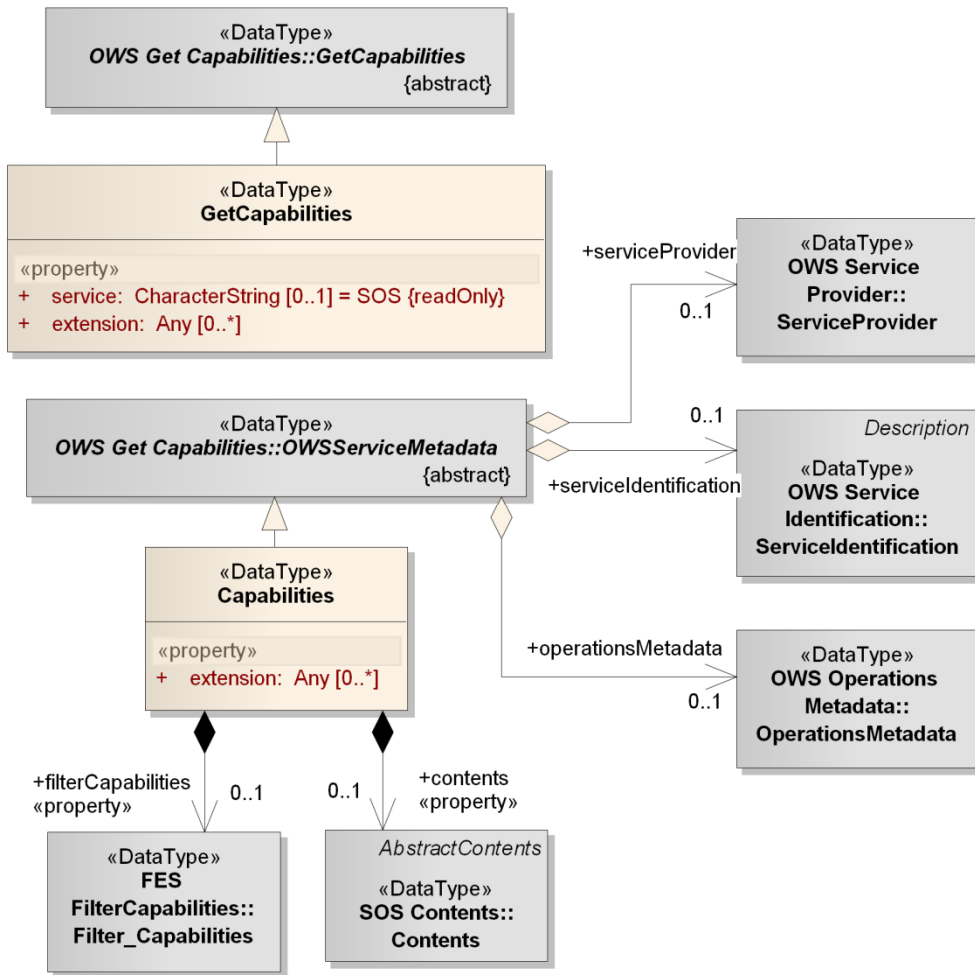 «DataType»
OWS Get Capabilities::GetCapabilities
{abstract}
«DataType»
GetCapabilities
«property»
+ service: CharacterString [0..1] = SOS {readOnly}
+ extension: Any [0..*]
+serviceProvider
0..1
«DataType»
OWS Service
Provider::
ServiceProvider
«DataType»
OWS Get Capabilities::OWSServiceMetadata
{abstract}
0..1
+serviceIdentification
Description
«DataType»
OWS Service
Identification::
ServiceIdentification
«DataType»
Capabilities
«property»
+ extension: Any [0..*]
+operationsMetadata
0..1
«DataType»
OWS Operations
Metadata::
OperationsMetadata
+filterCapabilities
«property»
0..1
0..1
+contents
«property»
«DataType»
FES
FilterCapabilities::
Filter_Capabilities
AbstractContents
«DataType»
SOS Contents::
Contents